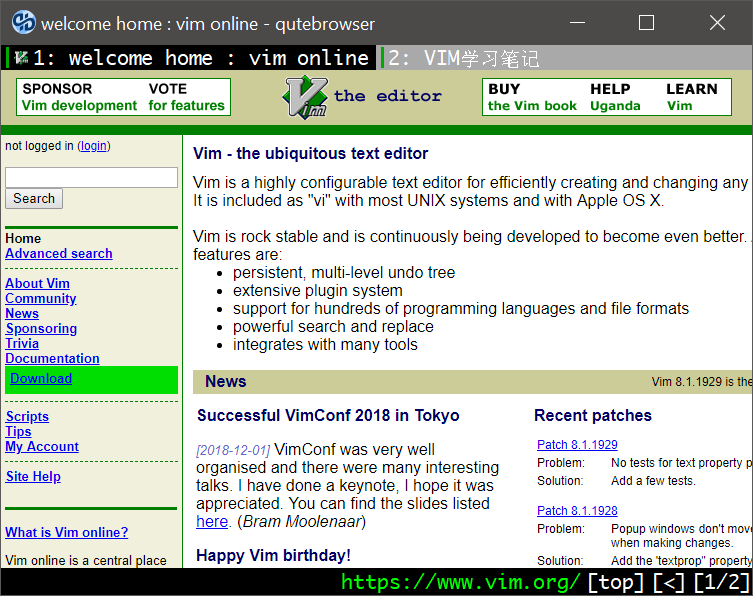 welcome home : vim online - qutebrowser
1: welcome home : vim online
2: VIM学习笔记
SPONSOR
Vim development
VOTE
for features
Vim
the editor
BUY
the Vim book
HELP
Uganda
LEARN
Vim
not logged in (login)
Search
Home
Advanced search
About Vim
Community
News
Sponsoring
Trivia
Documentation
Download
Scripts
Tips
My Account
Site Help
What is Vim online?
Vim online is a central place
Vim - the ubiquitous text editor
Vim is a highly configurable text editor for efficiently creating and changing any
It is included as "vi" with most UNIX systems and with Apple OS X.
Vim is rock stable and is continuously being developed to become even better.
features are:
• persistent, multi-level undo tree
• extensive plugin system
• support for hundreds of programming languages and file formats
• powerful search and replace
• integrates with many tools
News
Vim 8.1.1929 is the
Successful VimConf 2018 in Tokyo
[2018-12-01] VimConf was very well
organised and there were many interesting
talks. I have done a keynote, I hope it was
appreciated. You can find the slides listed
here. (Bram Moolenaar)
Happy Vim birthday!
Recent patches
Patch 8.1.1929
Problem: No tests for text property p
Solution: Add a few tests.
Patch 8.1.1928
Problem: Popup windows don't move
when making changes.
Solution: Add the 'textprop" property
https://www.vim.org/ [top] [<] [1/2]